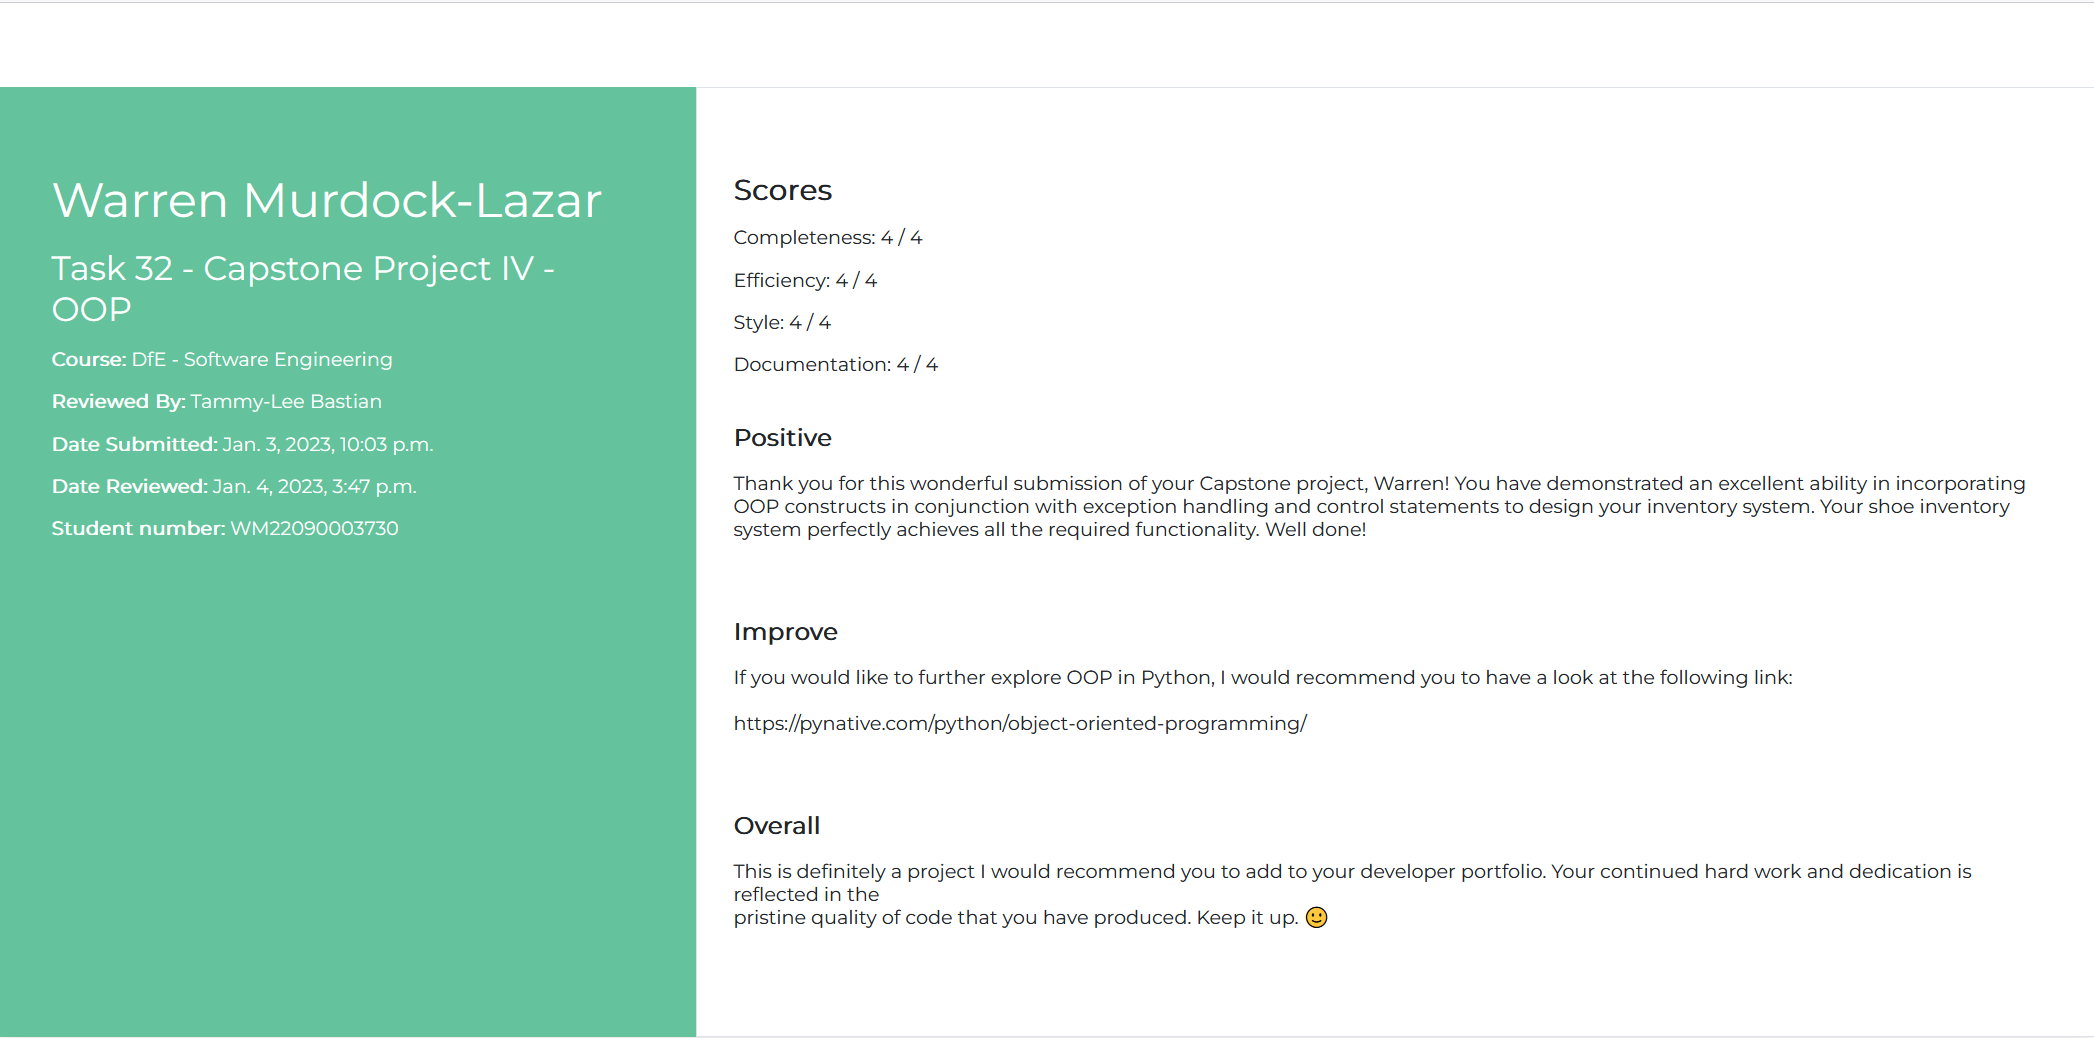 Warren Murdock-Lazar
Task 32 - Capstone Project IV -
OOP
Course: DfE - Software Engineering
Reviewed By: Tammy-Lee Bastian
Date Submitted: Jan. 3, 2023, 10:03 p.m.
Date Reviewed: Jan. 4, 2023, 3:47 p.m.
Student number: WM22090003730
Scores
Completeness: 4 / 4
Efficiency: 4 / 4
Style: 4 / 4
Documentation: 4 / 4
Positive
Thank you for this wonderful submission of your Capstone project, Warren! You have demonstrated an excellent ability in incorporating
OOP constructs in conjunction with exception handling and control statements to design your inventory system. Your shoe inventory
system perfectly achieves all the required functionality. Well done!
Improve
If you would like to further explore OOP in Python, I would recommend you to have a look at the following link:
https://pynative.com/python/object-oriented-programming/
Overall
This is definitely a project I would recommend you to add to your developer portfolio. Your continued hard work and dedication is
reflected in the
pristine quality of code that you have produced. Keep it up. 🙂